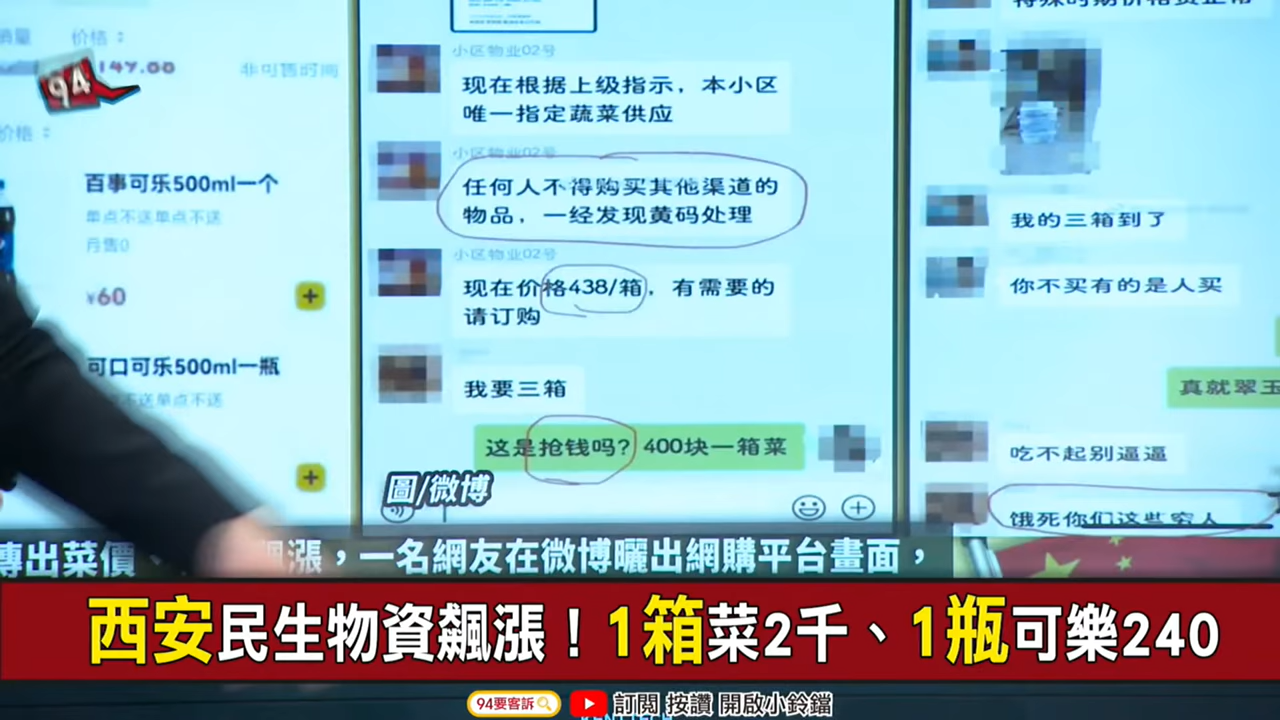 价格
147.00
非可售时间
94
价格
百事可乐500ml一个
单点不送单点不送
月售0
¥60
可口可乐500ml一瓶
不送单点不送
小区物业02号
现在根据上级指示，本小区
唯一指定蔬菜供应
小区物业02号
任何人不得购买其他渠道的
物品，一经发现黄码处理
小区物业02号
现在价格438/箱，有需要的
请订购
我要三箱
这是抢钱吗？400块一箱菜
圖/微博
我的三箱到了
你不买有的是人买
真就翠玉
吃不起别逼逼
饿死你们这些穷人
傳出菜價、
飆漲，一名網友在微博曬出網購平台畫面，
西安民生物資飆漲！1箱菜2千、1瓶可樂240
94要客訴
訂閱 按讚 開啟小鈴鐺